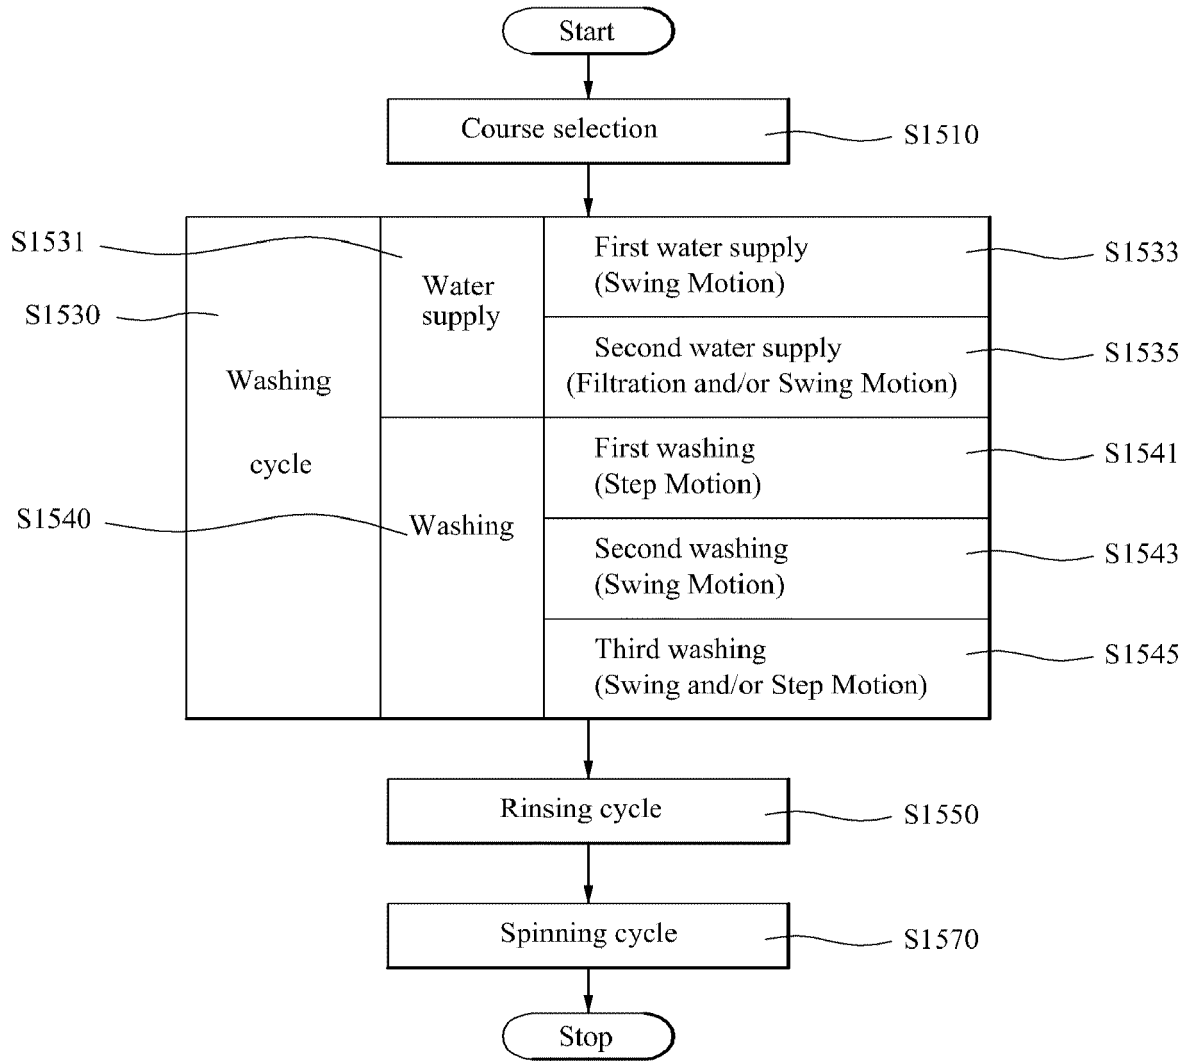 Start
Course selection
S1510
S1531
S1530
Washing
cycle
Water
supply
First water supply
(Swing Motion)
S1533
Second water supply
(Filtration and/or Swing Motion)
S1535
S1540
Washing
First washing
(Step Motion)
S1541
Second washing
(Swing Motion)
S1543
Third washing
(Swing and/or Step Motion)
S1545
Rinsing cycle
S1550
Spinning cycle
S1570
Stop